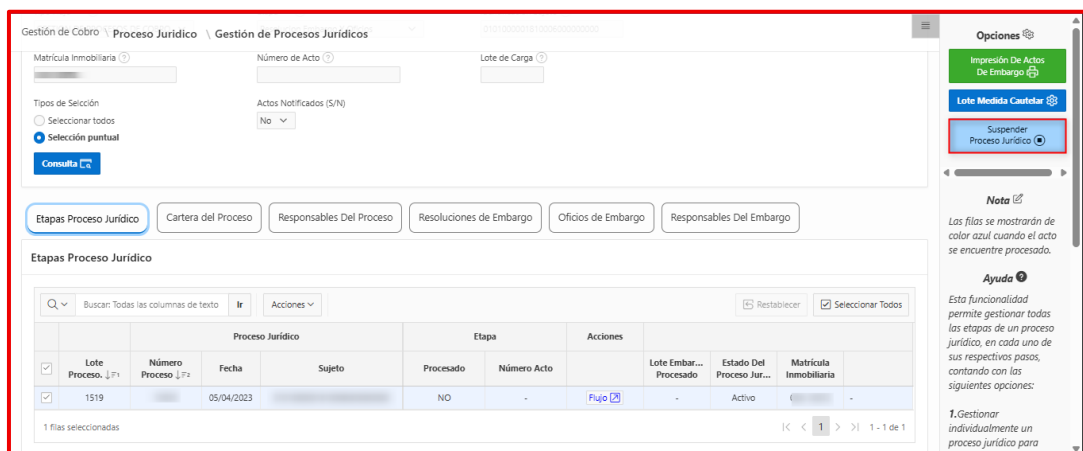 Gestión de Cobro \ Proceso Jurídico \ Gestión de Procesos Jurídicos
Matrícula Inmobiliaria
Número de Acto
Lote de Carga
Tipos de Selcción
Actos Notificados (S/N)
Seleccionar todos
No
Selección puntual
Consulta
Etapas Proceso Jurídico
Cartera del Proceso
Responsables Del Proceso
Resoluciones de Embargo
Oficios de Embargo
Responsables Del Embargo
Etapas Proceso Jurídico
Buscar: Todas las columnas de texto
Ir
Acciones
Restablecer
Seleccionar Todos
Proceso Jurídico
Etapa
Acciones
Lote Proceso.
Número Proceso
Fecha
Sujeto
Procesado
Número Acto
Lote Embar... Procesado
Estado Del Proceso Jur...
Matrícula Inmobiliaria
1519
05/04/2023
NO
-
Flujo
-
Activo
-
1 filas seleccionadas
1
1 - 1 de 1
Opciones
Impresión De Actos
De Embargo
Lote Medida Cautelar
Suspender
Proceso Jurídico
Nota
Las filas se mostrarán de
color azul cuando el acto
se encuentre procesado.
Ayuda
Esta funcionalidad
permite gestionar todas
las etapas de un proceso
jurídico, en cada uno de
sus respectivos pasos,
contando con las
siguientes opciones:
1.Gestionar
individualmente un
proceso jurídico para